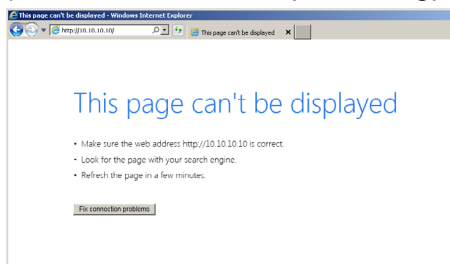 This page can't be displayed - Windows Internet Explorer
http://10.10.10.10/
This page can't be displayed
This page can't be displayed
• Make sure the web address http://10.10.10.10 is correct.
• Look for the page with your search engine.
• Refresh the page in a few minutes.
Fix connection problems